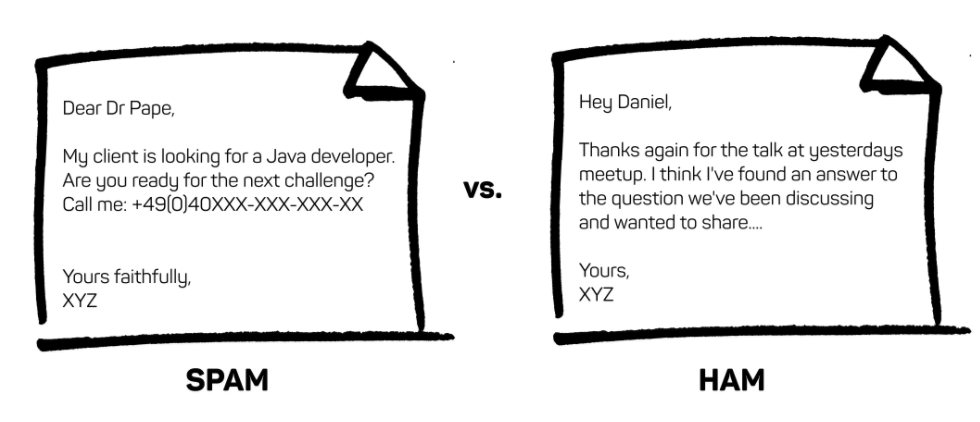 Dear Dr Pape,
My client is looking for a Java developer.
Are you ready for the next challenge?
Call me: +49(0)40XXX-XXX-XXX-XX
Yours faithfully,
XYZ
SPAM
vs.
Hey Daniel,
Thanks again for the talk at yesterdays
meetup. I think I've found an answer to
the question we've been discussing
and wanted to share....
Yours,
XYZ
HAM